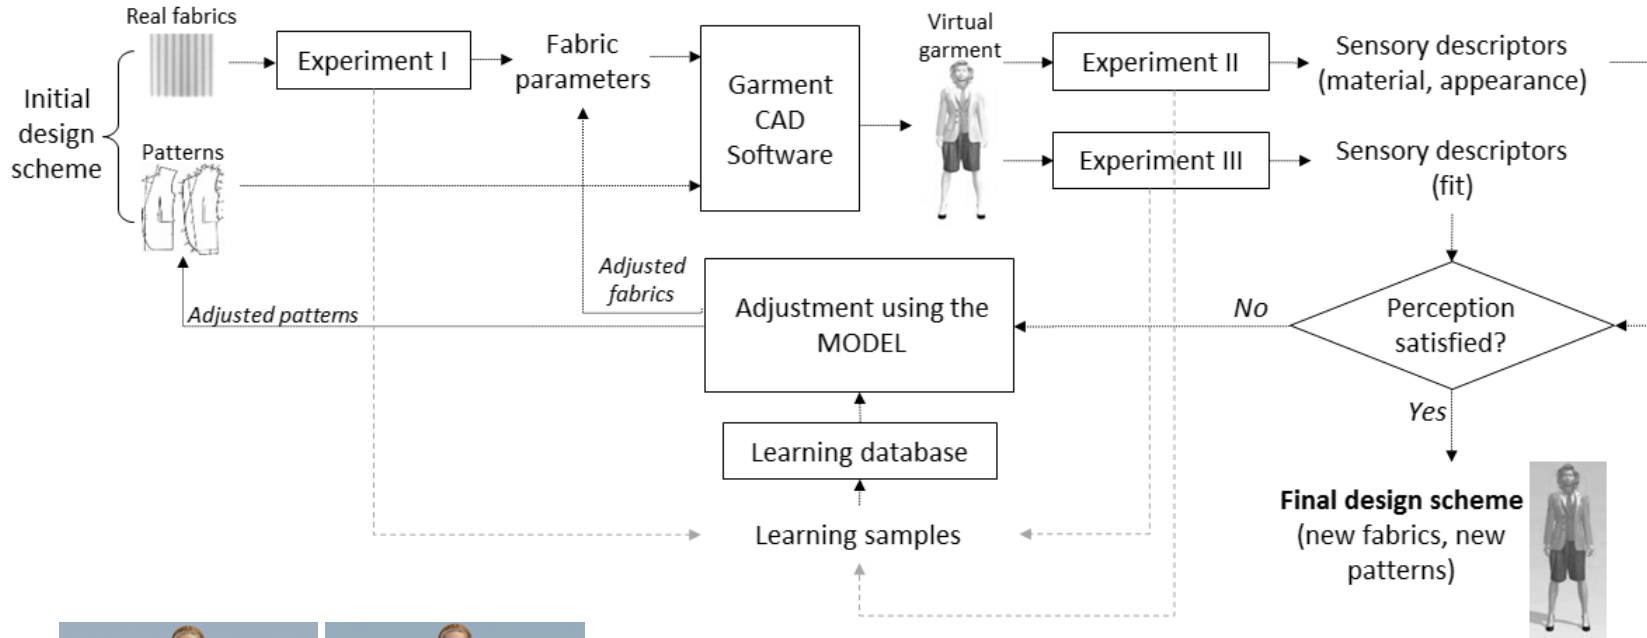 Real fabrics
Initial
design
scheme
Patterns
Experiment I
Fabric
parameters
Garment
CAD
Software
Virtual
garment
Experiment II
Sensory descriptors
(material, appearance)
Experiment III
Sensory descriptors
(fit)
Perception
satisfied?
No
Yes
Adjustment using the
MODEL
Adjusted
fabrics
Adjusted patterns
Learning database
Learning samples
Final design scheme
(new fabrics, new
patterns)